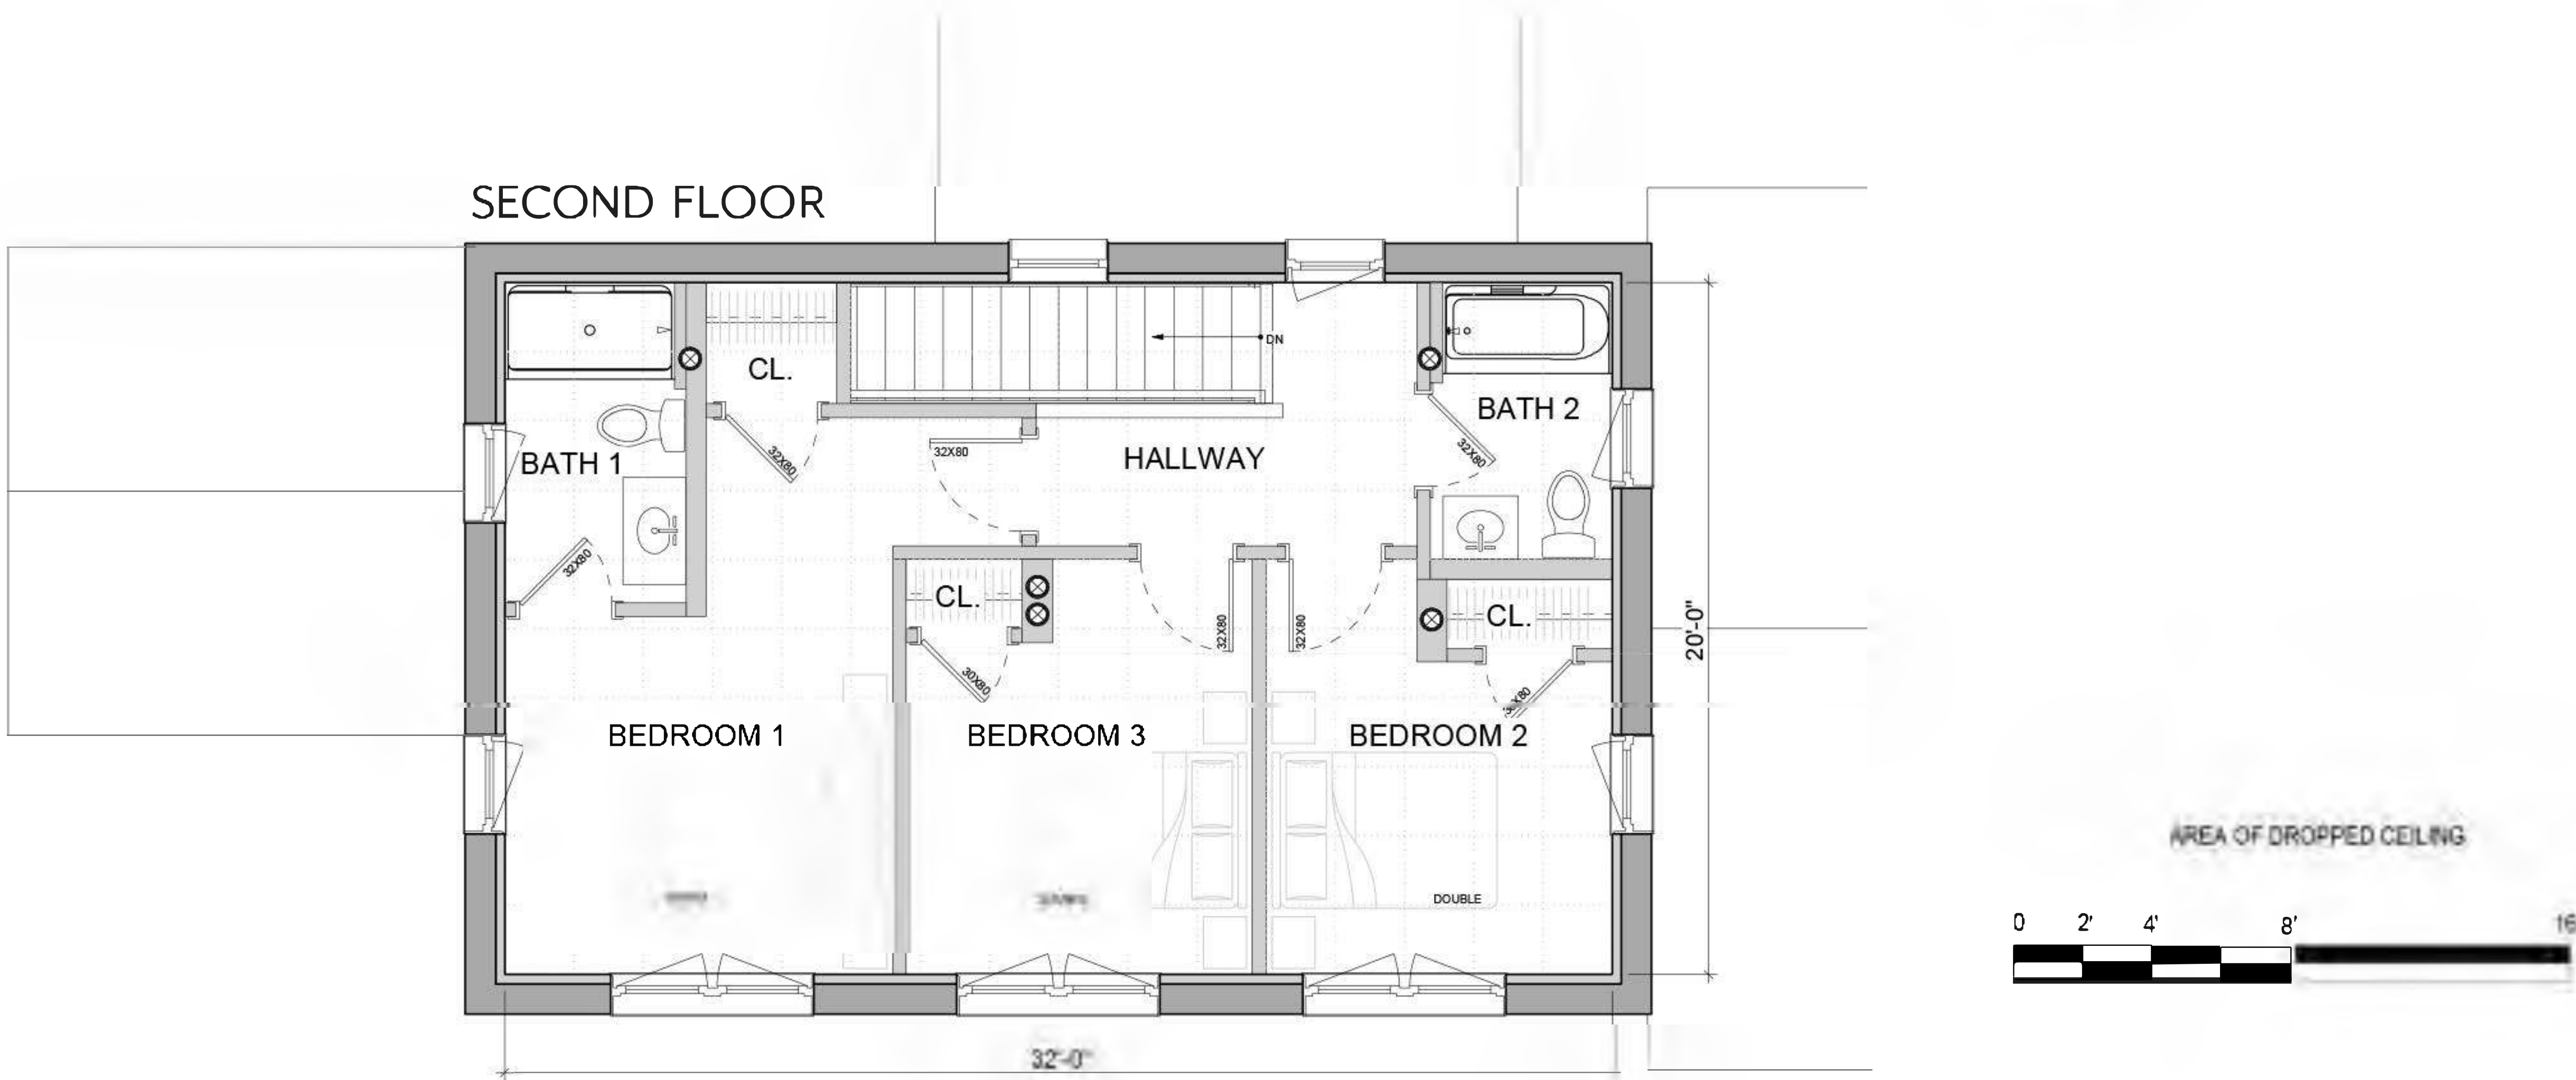 SECOND FLOOR
DN
CL.
BATH 2
BATH 1
32X80
32X80
HALLWAY
32X80
32X80
CL.
CL.
32X80
32X80
30X80
20'-0"
BEDROOM 1
BEDROOM 3
BEDROOM 2
DOUBLE
AREA OF DROPPED CEILING
0 2' 4' 8' 16
32'-0"